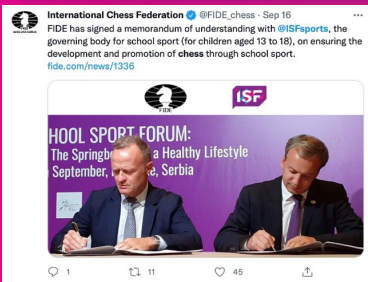 International Chess Federation @FIDE_chess · Sep 16 ...
FIDE has signed a memorandum of understanding with @ISFsports, the
governing body for school sport (for children aged 13 to 18), on ensuring the
development and promotion of chess through school sport.
fide.com/news/1336
FIDE
ISF
HOOL SPORT FORUM:
The Springbo a Healthy Lifestyle
September, e, Serbia
1 11 45